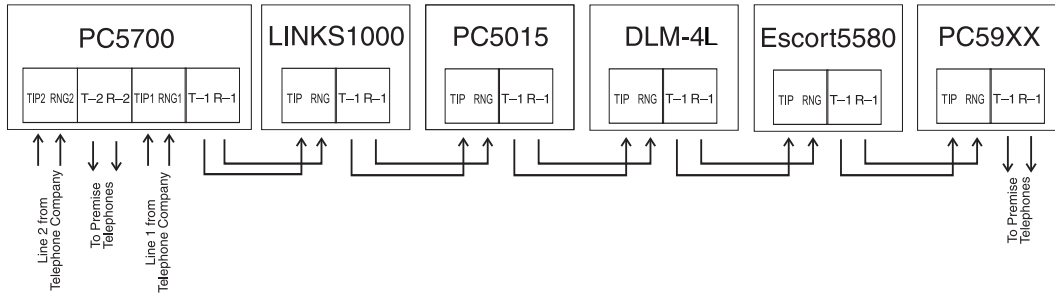 PC5700
LINKS1000
PC5015
DLM-4L
Escort5580
PC59XX
TIP2 RNG2 T–2 R–2 TIP1 RNG1 T–1 R–1
TIP RNG T–1 R–1
TIP RNG T–1 R–1
TIP RNG T–1 R–1
TIP RNG T–1 R–1
TIP RNG T–1 R–1
Line 2 from
Telephone Company
To Premise
Telephones
Line 1 from
Telephone Company
To Premise
Telephones